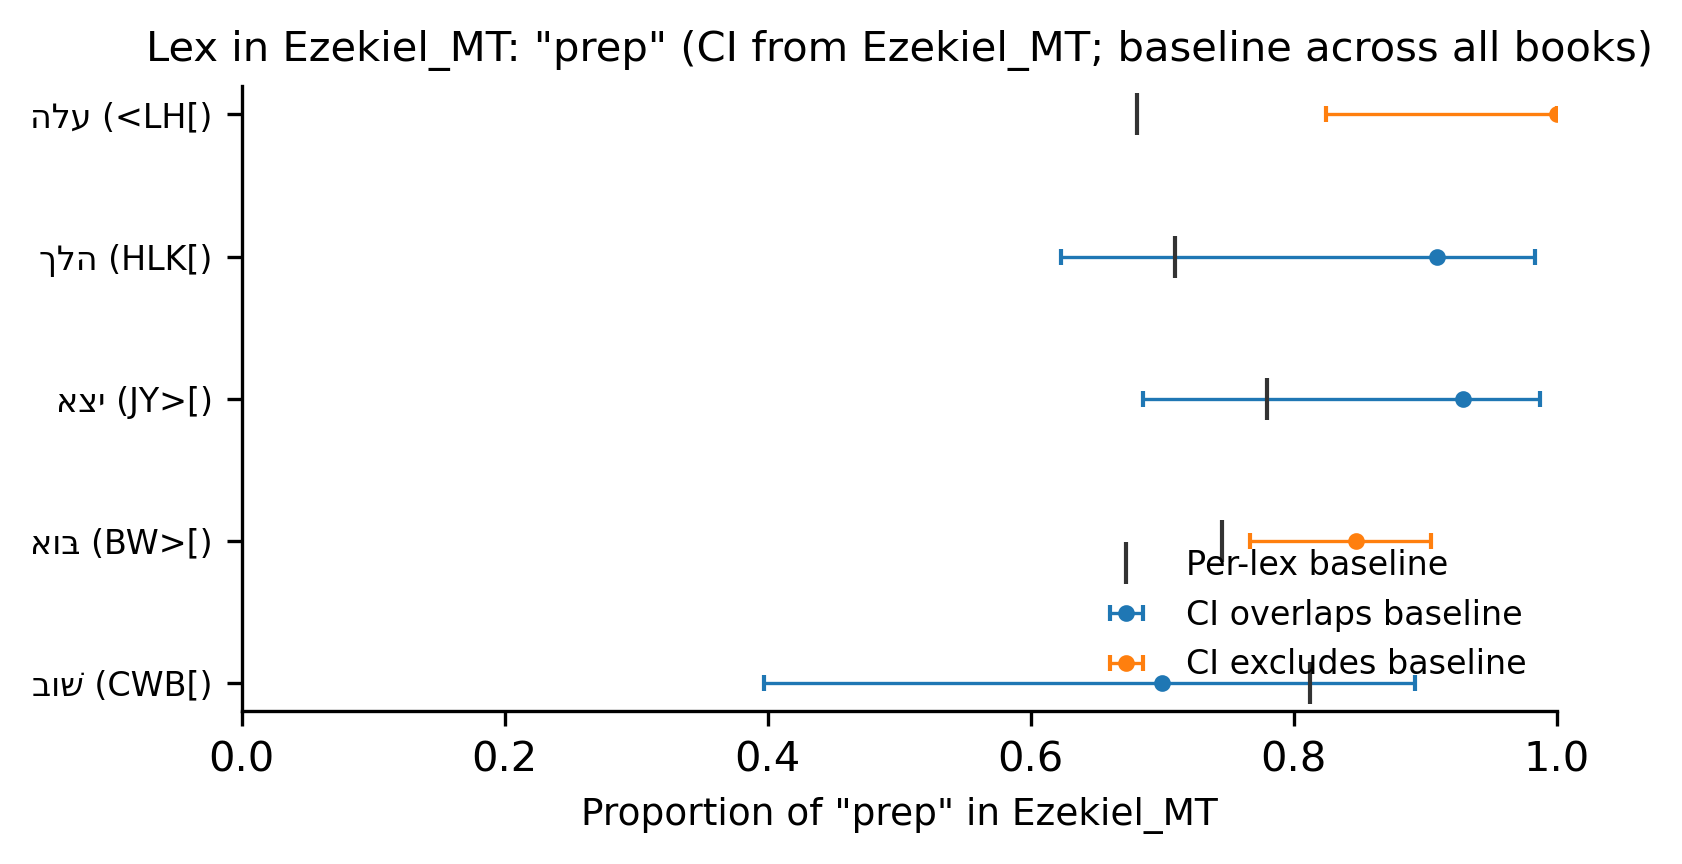 Lex in Ezekiel_MT: "prep" (CI from Ezekiel_MT; baseline across all books)
עלה (<LH[)
הלך (HLK[)
יצא (JY>[)
בוא (BW>[)
שׁוב (CWB[)
Per-lex baseline
CI overlaps baseline
CI excludes baseline
0.0 0.2 0.4 0.6 0.8 1.0
Proportion of "prep" in Ezekiel_MT